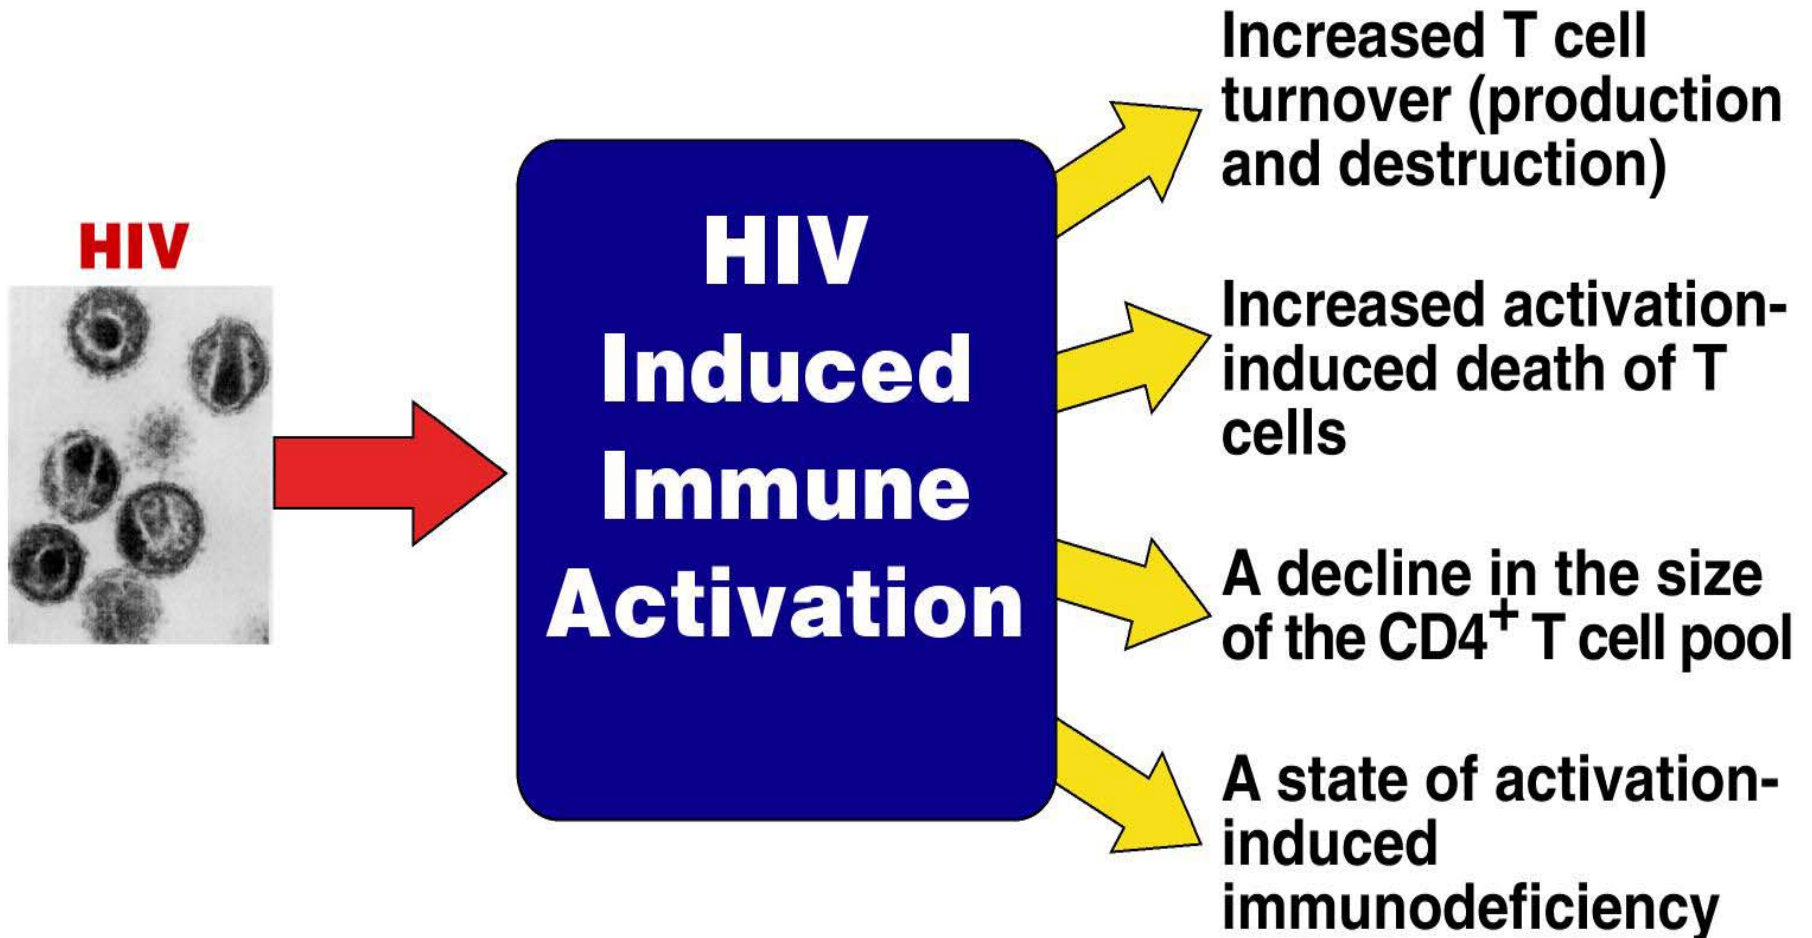 HIV
HIV
Induced
Immune
Activation
Increased T cell
turnover (production
and destruction)
Increased activation-
induced death of T
cells
A decline in the size
of the CD4⁺ T cell pool
A state of activation-
induced
immunodeficiency